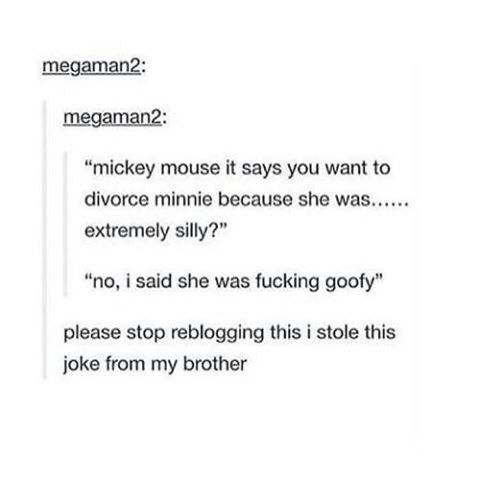 megaman2:
megaman2:
“mickey mouse it says you want to
divorce minnie because she was......
extremely silly?”
“no, i said she was fucking goofy”
please stop reblogging this i stole this
joke from my brother